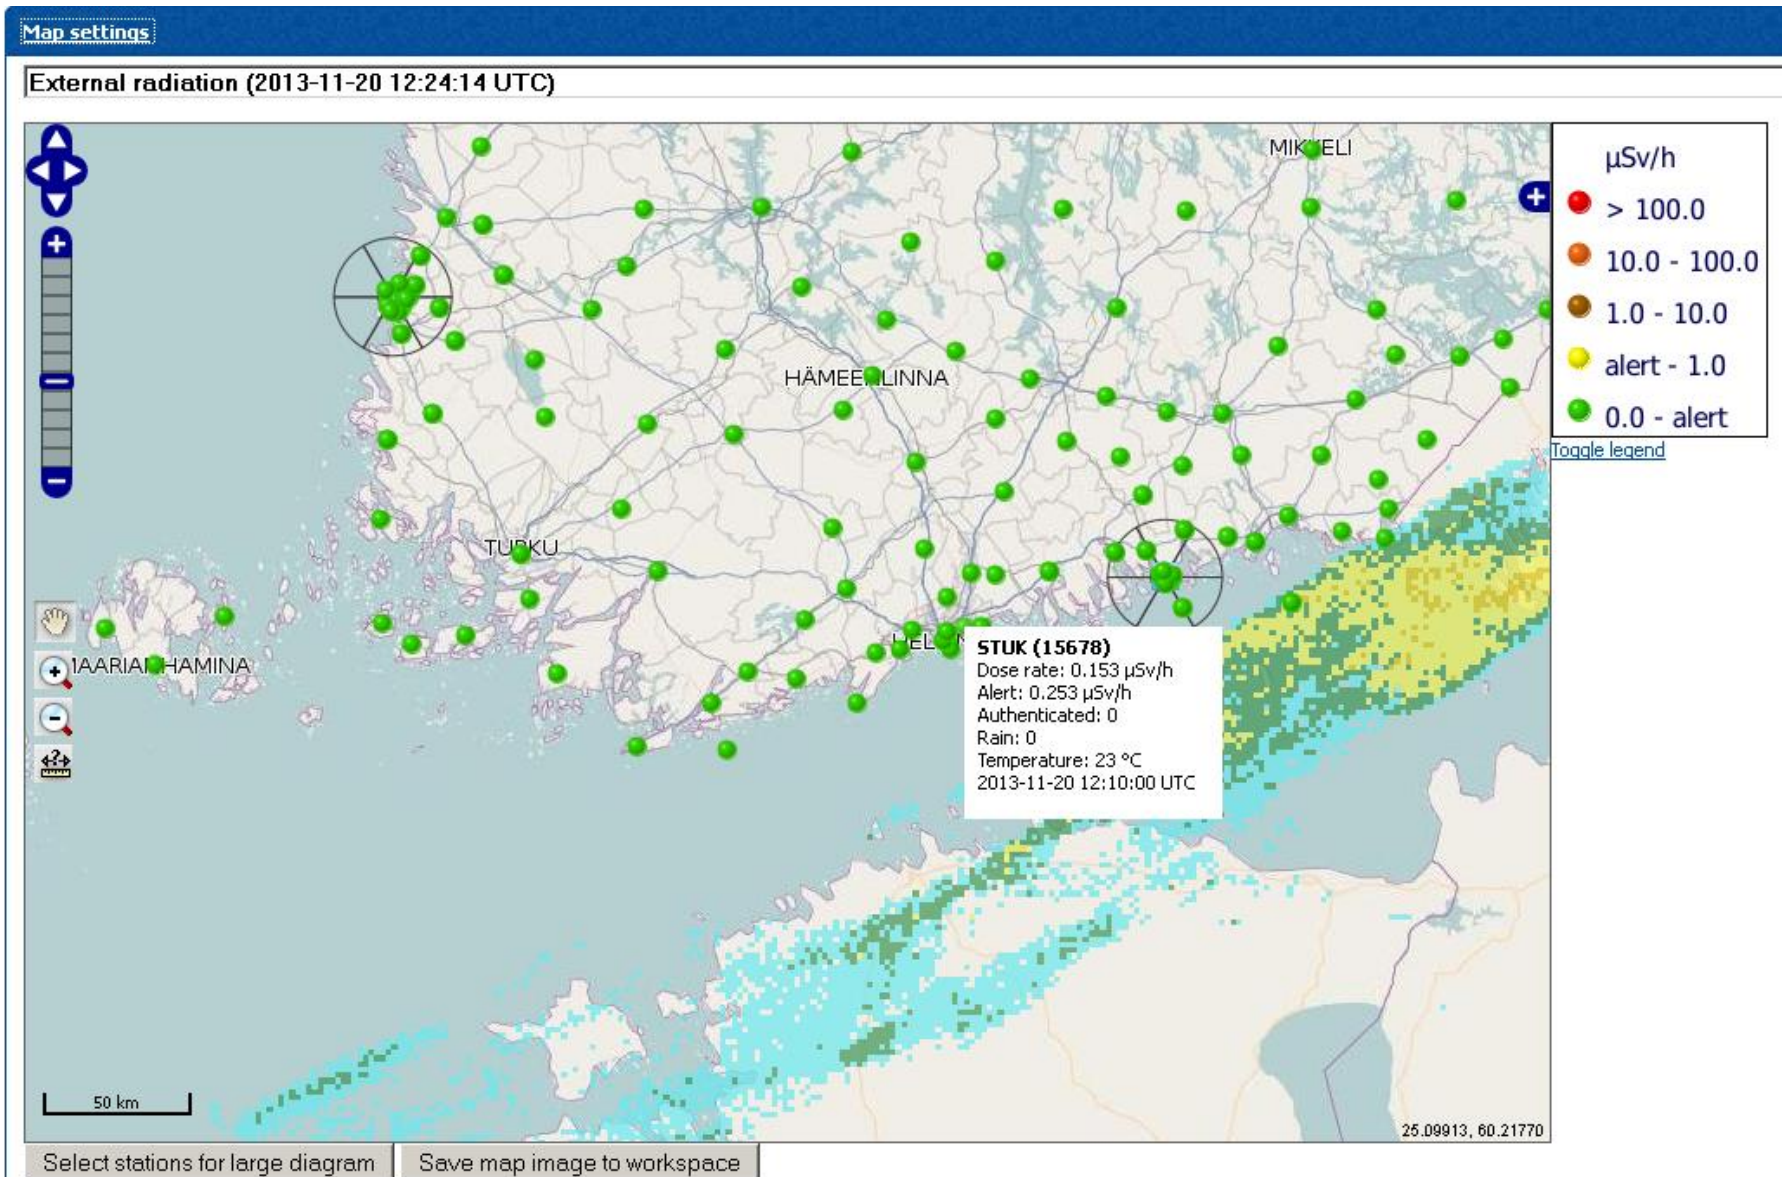 Map settings
External radiation (2013-11-20 12:24:14 UTC)
MIKKELI
HÄMEENLINNA
TURKU
HELSIN
MAARIANHAMINA
STUK (15678)
Dose rate: 0.153 µSv/h
Alert: 0.253 µSv/h
Authenticated: 0
Rain: 0
Temperature: 23 °C
2013-11-20 12:10:00 UTC
50 km
25.09913, 60.21770
µSv/h
> 100.0
10.0 - 100.0
1.0 - 10.0
alert - 1.0
0.0 - alert
Toggle legend
Select stations for large diagram
Save map image to workspace